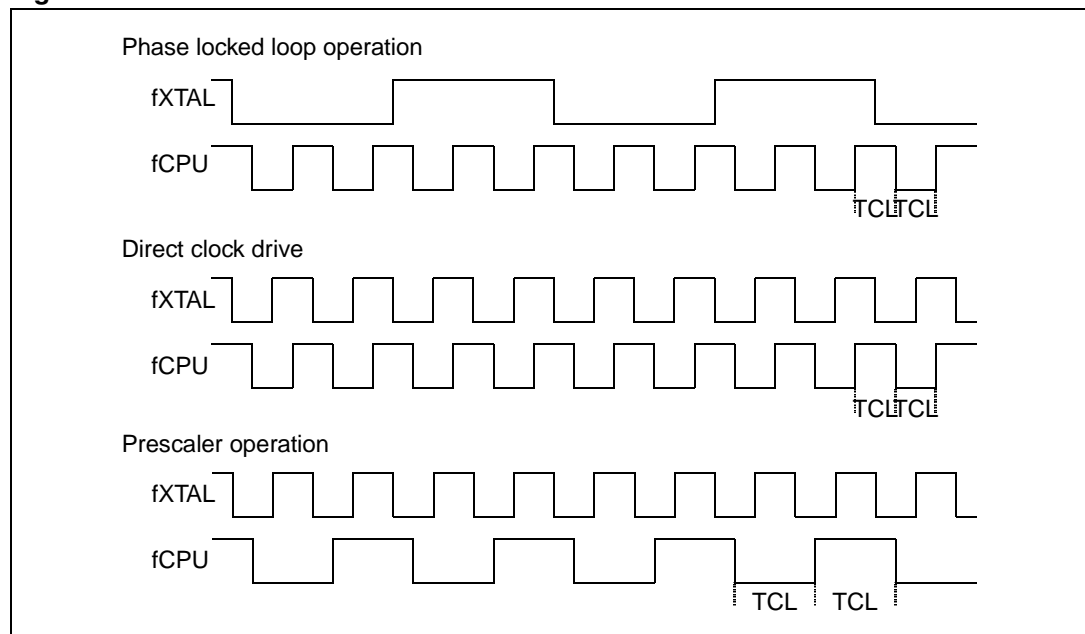 Phase locked loop operation
fXTAL
fCPU
TCL TCL
Direct clock drive
fXTAL
fCPU
TCL TCL
Prescaler operation
fXTAL
fCPU
TCL TCL